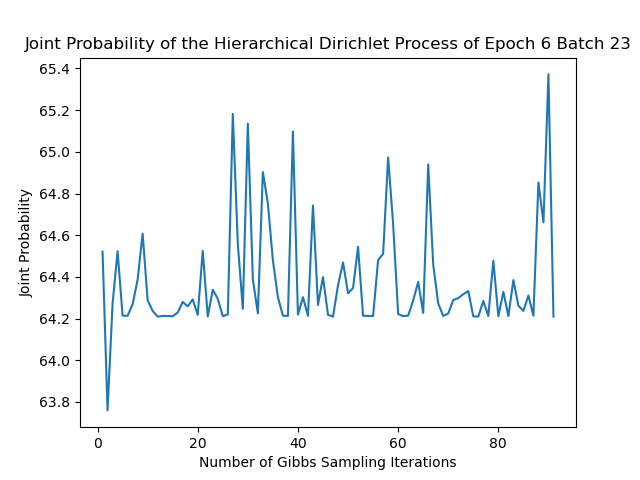 Joint Probability of the Hierarchical Dirichlet Process of Epoch 6 Batch 23
65.4
65.2
65.0
64.8
64.6
64.4
64.2
64.0
63.8
Joint Probability
0 20 40 60 80
Number of Gibbs Sampling Iterations